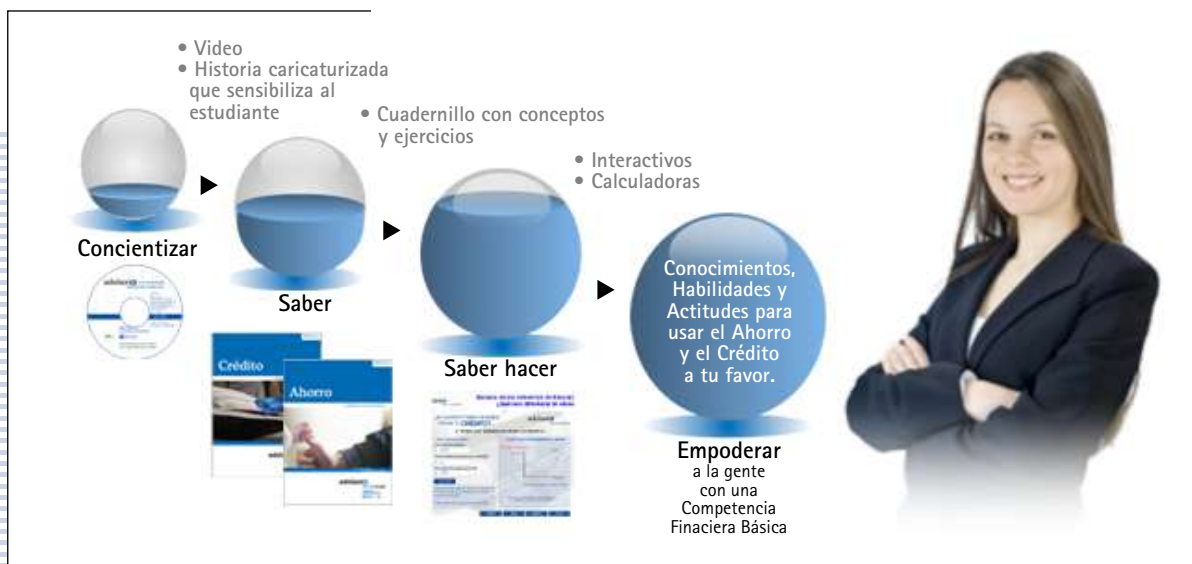 • Video
• Historia caricaturizada
que sensibiliza al
estudiante
• Cuadernillo con conceptos
y ejercicios
• Interactivos
• Calculadoras
Concientizar
Saber
Saber hacer
Conocimientos,
Habilidades y
Actitudes para
usar el Ahorro
y el Crédito
a tu favor.
Empoderar
a la gente
con una
Competencia
Finaciera Básica
Crédito
Ahorro